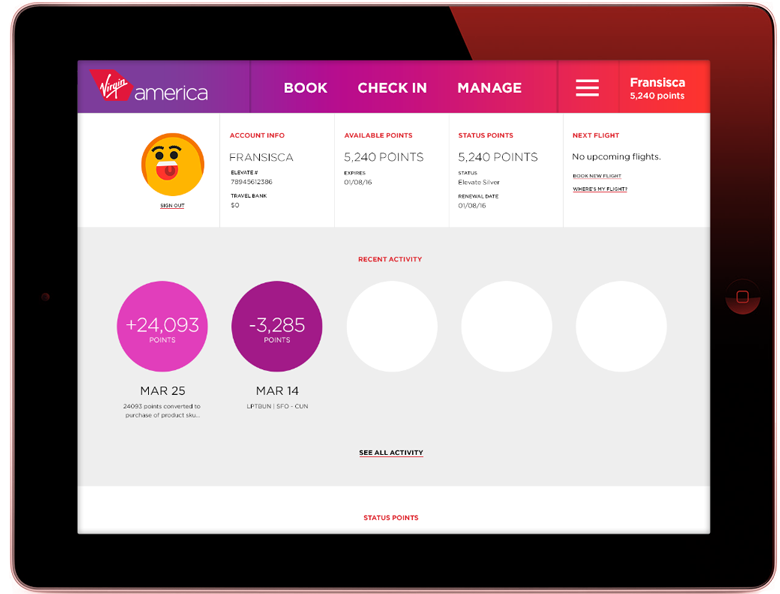 Virgin america
BOOK
CHECK IN
MANAGE
Fransisca
5,240 points
SIGN OUT
ACCOUNT INFO
FRANSISCA
ELEVATE #
78945612386
TRAVEL BANK
$0
AVAILABLE POINTS
5,240 POINTS
EXPIRES
01/08/16
STATUS POINTS
5,240 POINTS
STATUS
Elevate Silver
RENEWAL DATE
01/08/16
NEXT FLIGHT
No upcoming flights.
BOOK NEW FLIGHT
WHERE'S MY FLIGHT?
RECENT ACTIVITY
+24,093
POINTS
MAR 25
24093 points converted to
purchase of product sku...
-3,285
POINTS
MAR 14
LPTBUN | SFO - CUN
SEE ALL ACTIVITY
STATUS POINTS